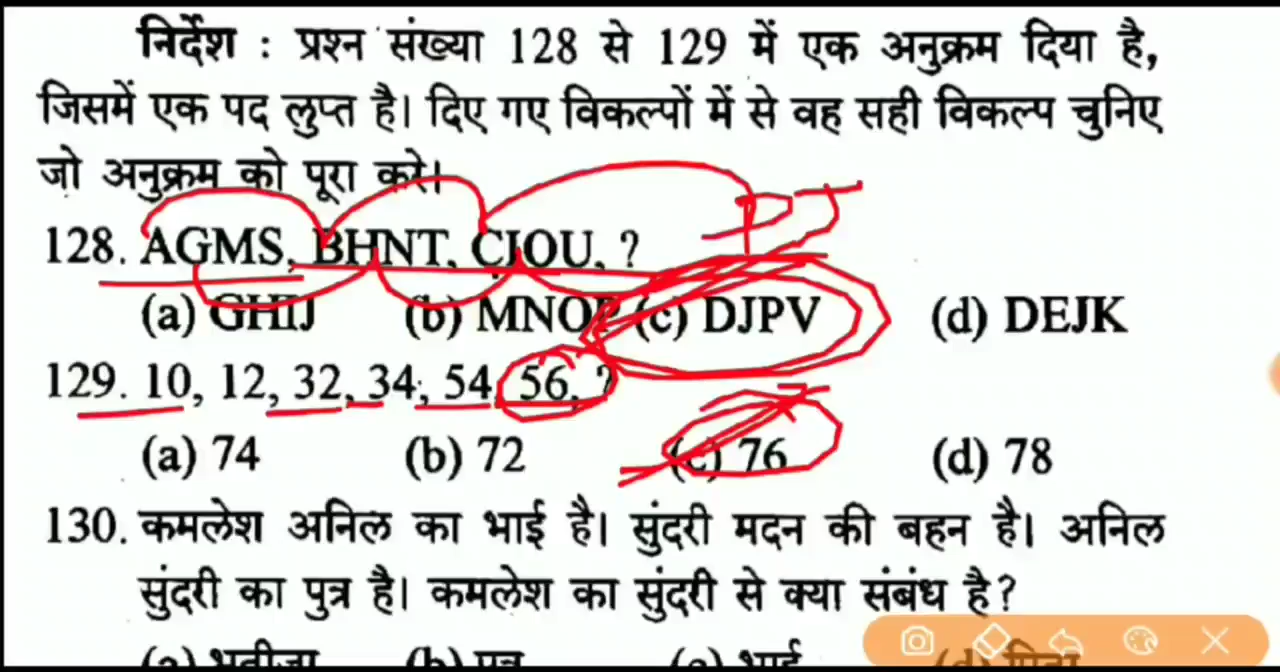 निर्देश : प्रश्न संख्या 128 से 129 में एक अनुक्रम दिया है,
जिसमें एक पद लुप्त है। दिए गए विकल्पों में से वह सही विकल्प चुनिए
जो अनुक्रम को पूरा करे।
128. AGMS, BHNT, CIOU, ?
(a) GHIJ (b) MNOP (c) DJPV (d) DEJK
129. 10, 12, 32, 34, 54, 56, ?
(a) 74 (b) 72 (c) 76 (d) 78
130. कमलेश अनिल का भाई है। सुंदरी मदन की बहन है। अनिल
सुंदरी का पुत्र है। कमलेश का सुंदरी से क्या संबंध है?
(a) भतीजा (b) पुत्र (c) भाई (d) पिता